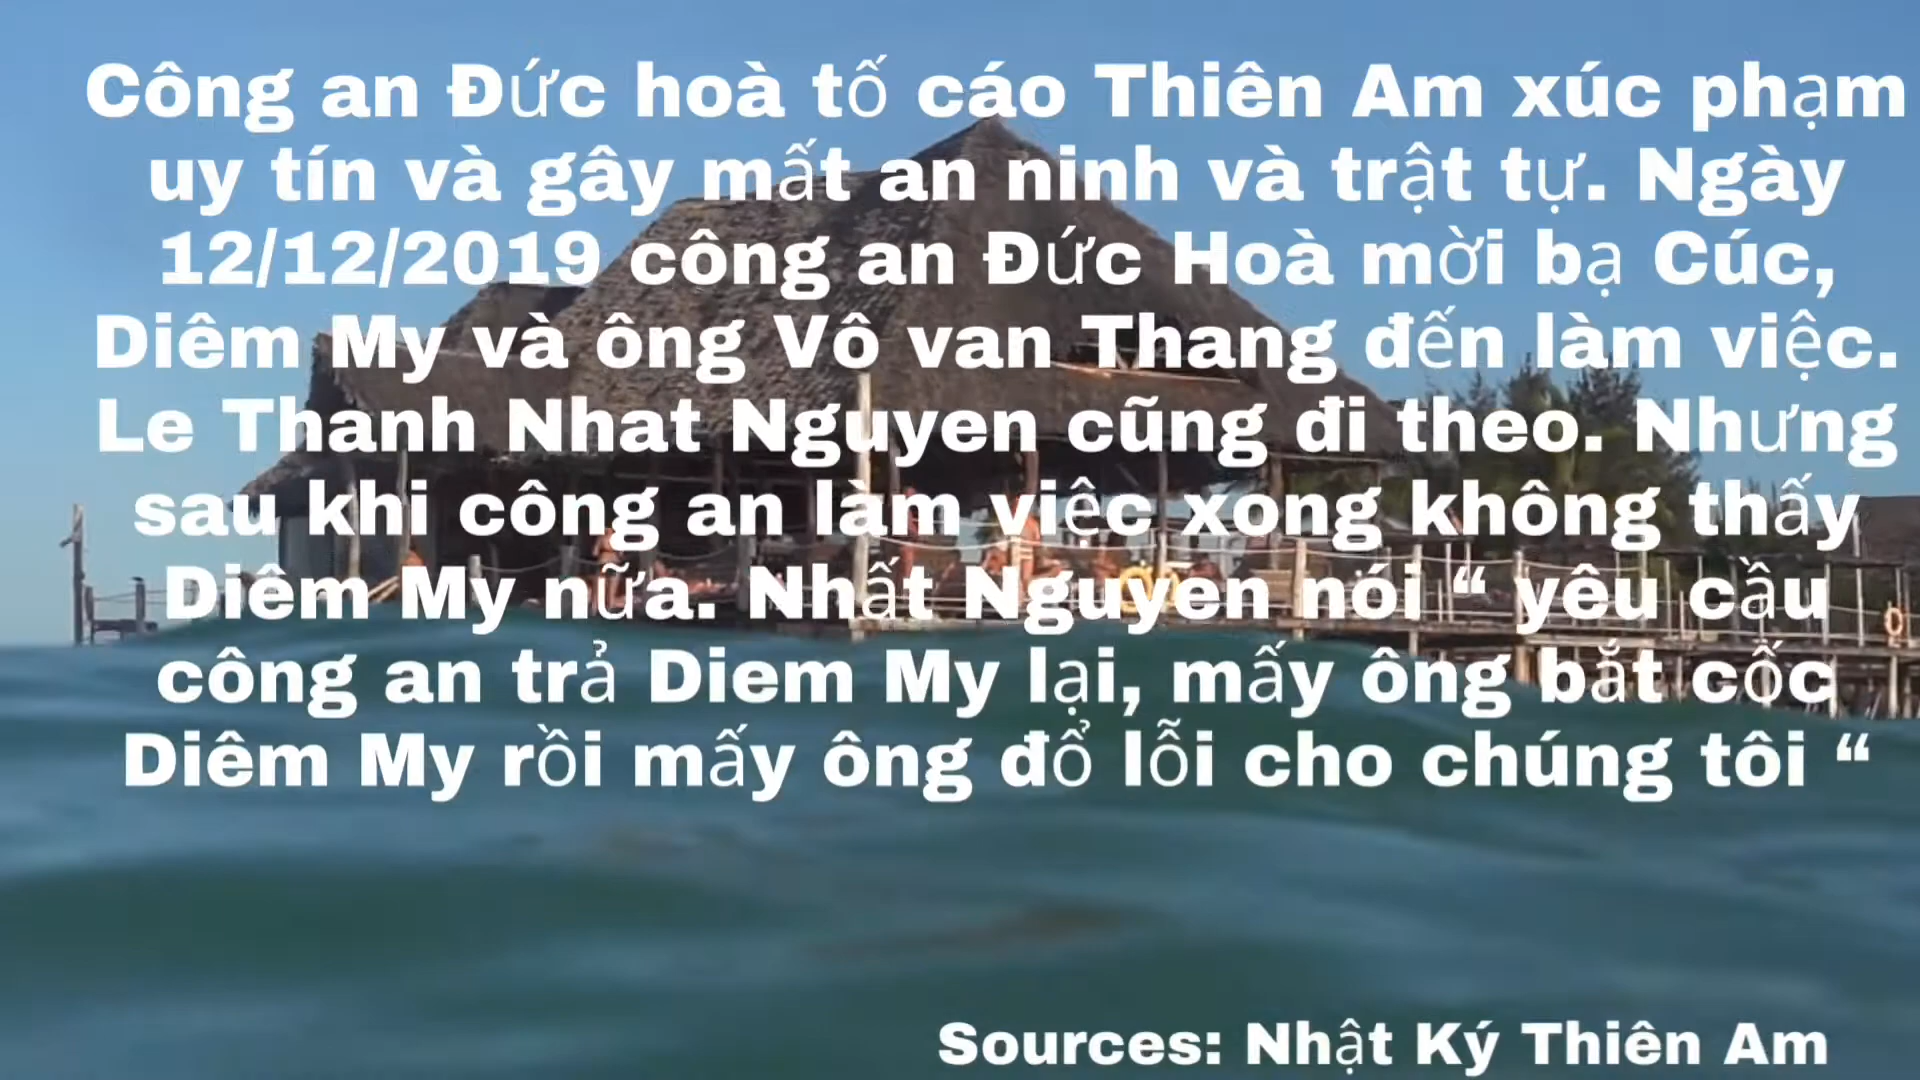 Công an Đức hoà tố cáo Thiên Am xúc phạm
uy tín và gây mất an ninh và trật tự. Ngày
12/12/2019 công an Đức Hoà mời bạ Cúc,
Diêm My và ông Vô van Thang đến làm việc.
Le Thanh Nhat Nguyen cũng đi theo. Nhưng
sau khi công an làm việc xong không thấy
Diêm My nữa. Nhất Nguyen nói “ yêu cầu
công an trả Diem My lại, mấy ông bắt cốc
Diêm My rồi mấy ông đổ lỗi cho chúng tôi “
Sources: Nhật Ký Thiên Am